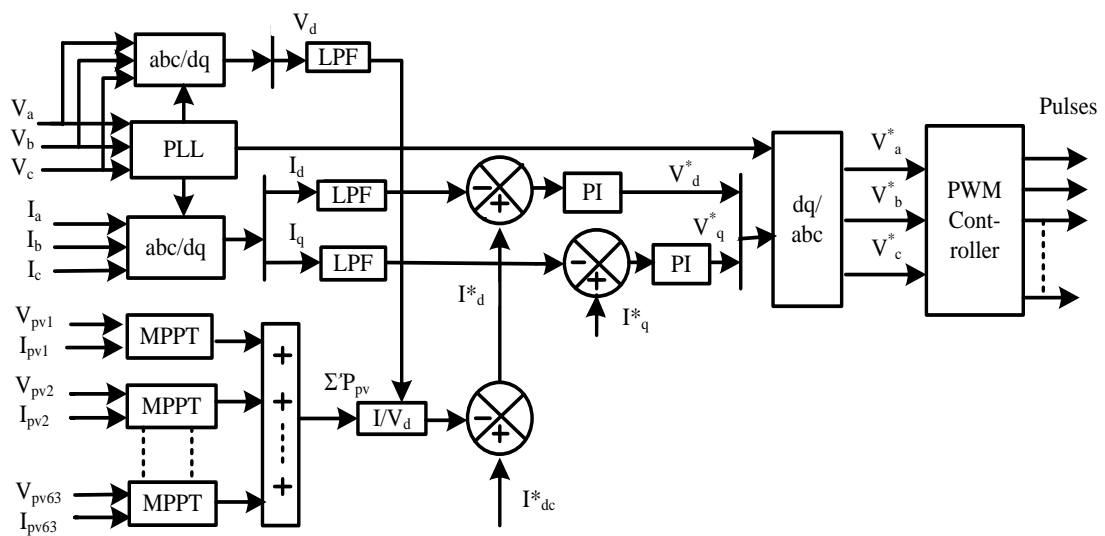 V_d
abc/dq
LPF
Pulses
V_a
V_b
V_c
PLL
I_d
LPF
PI
V*_d
V*_a
V*_b
V*_c
dq/
abc
PWM
Cont-
roller
I_a
I_b
I_c
abc/dq
I_q
LPF
PI
V*_q
I*_d
I*_q
V_pv1
I_pv1
MPPT
V_pv2
I_pv2
MPPT
ΣP_pv
I/V_d
V_pv63
I_pv63
MPPT
I*_dc